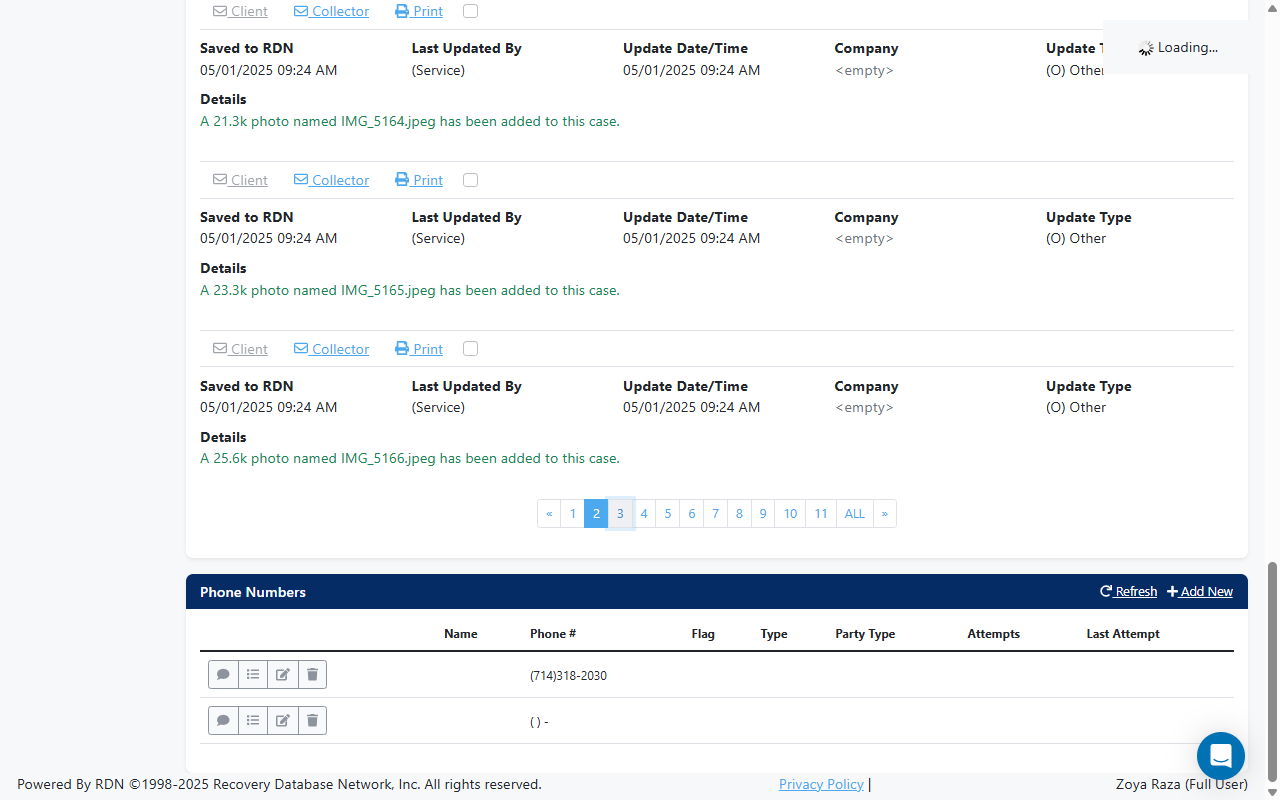 Client Collector Print
Loading...
Saved to RDN Last Updated By Update Date/Time Company Update T
05/01/2025 09:24 AM (Service) 05/01/2025 09:24 AM <empty> (O) Other
Details
A 21.3k photo named IMG_5164.jpeg has been added to this case.
Client Collector Print
Saved to RDN Last Updated By Update Date/Time Company Update Type
05/01/2025 09:24 AM (Service) 05/01/2025 09:24 AM <empty> (O) Other
Details
A 23.3k photo named IMG_5165.jpeg has been added to this case.
Client Collector Print
Saved to RDN Last Updated By Update Date/Time Company Update Type
05/01/2025 09:24 AM (Service) 05/01/2025 09:24 AM <empty> (O) Other
Details
A 25.6k photo named IMG_5166.jpeg has been added to this case.
« 1 2 3 4 5 6 7 8 9 10 11 ALL »
Phone Numbers Refresh Add New
Name Phone # Flag Type Party Type Attempts Last Attempt
(714)318-2030
( ) -
Powered By RDN ©1998-2025 Recovery Database Network, Inc. All rights reserved. Privacy Policy | Zoya Raza (Full User)